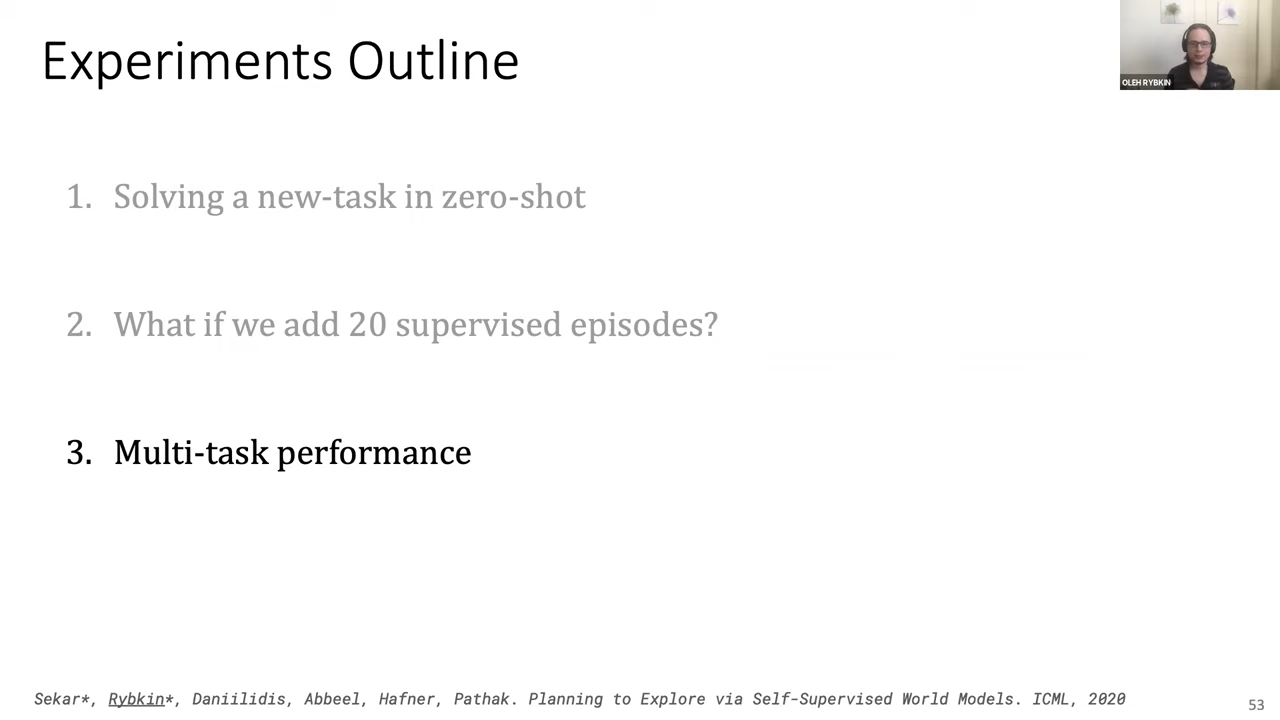 Experiments Outline
OLEH RYBKIN
1. Solving a new-task in zero-shot
2. What if we add 20 supervised episodes?
3. Multi-task performance
Sekar*, Rybkin*, Daniilidis, Abbeel, Hafner, Pathak. Planning to Explore via Self-Supervised World Models. ICML, 2020
53